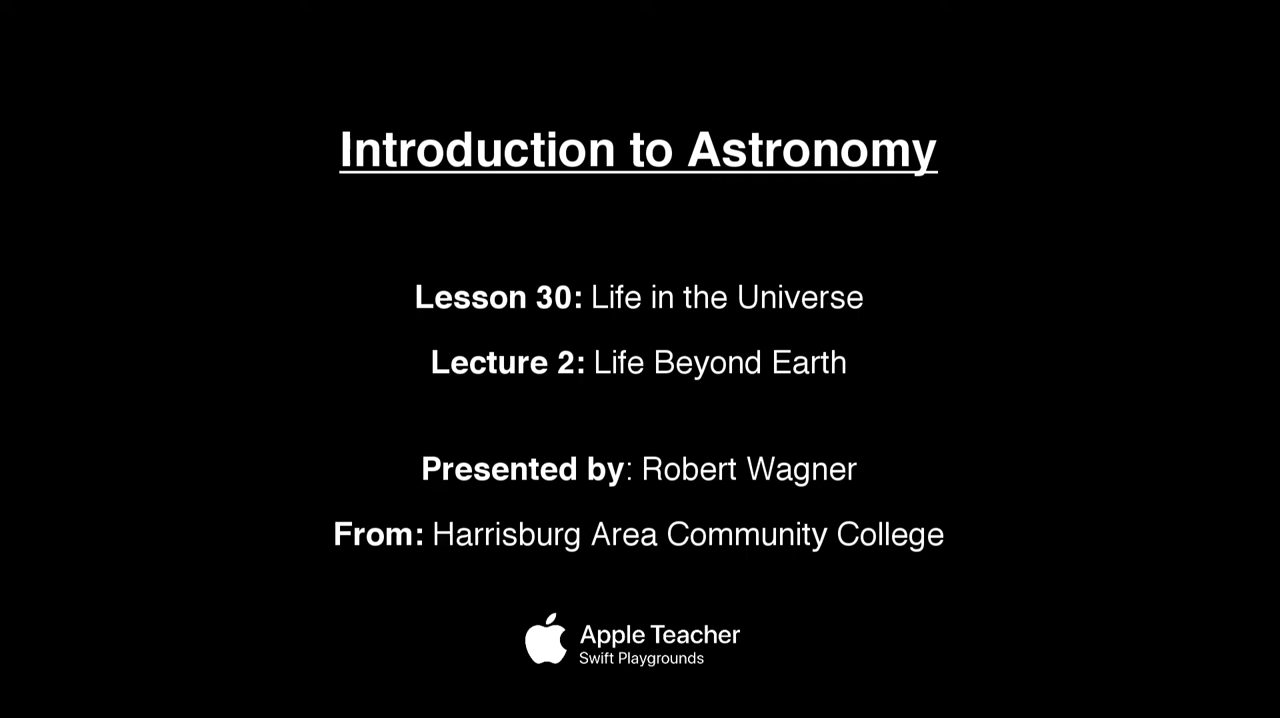 Introduction to Astronomy
Lesson 30: Life in the Universe
Lecture 2: Life Beyond Earth
Presented by: Robert Wagner
From: Harrisburg Area Community College
Apple Teacher
Swift Playgrounds